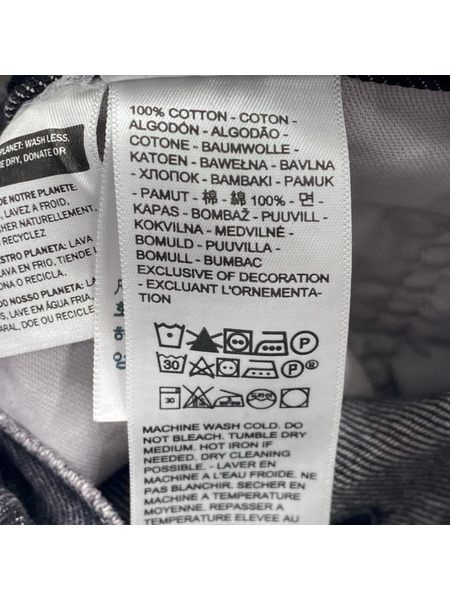 PLANET: WASH LESS,
E DRY, DONATE OR
DE NOTRE PLANETE:
, LAVEZ À FROID,
HER NATURELLEMENT,
RECYCLEZ
STRO PLANETA: LAVA
AVA EN FRIO, TIENDE
ONA O RECICLA.
DO NOSSO PLANETA:
S, LAVE EM ÁGUA FRIA,
ARAL, DOE OU RECICLE
100% COTTON - COTON -
ALGODÓN - ALGODÃO -
COTONE - BAUMWOLLE -
KATOEN - BAWEŁNA - BAVLNA
- ХЛОПОК - BAMBAKI - PAMUK
- PAMUT - 棉 - 綿 100% - 면 -
KAPAS - BOMBAŽ - PUUVILL -
KOKVILNA - MEDVILNĖ -
BOMULD - PUUVILLA -
BOMULL - BUMBAC
EXCLUSIVE OF DECORATION
- EXCLUANT L'ORNEMENTA-
TION
P
30 P®
30
MACHINE WASH COLD. DO
NOT BLEACH. TUMBLE DRY
MEDIUM. HOT IRON IF
NEEDED. DRY CLEANING
POSSIBLE. - LAVER EN
MACHINE A L'EAU FROIDE. NE
PAS BLANCHIR. SECHER EN
MACHINE A TEMPERATURE
MOYENNE. REPASSER A
TEMPERATURE ELEVEE AU